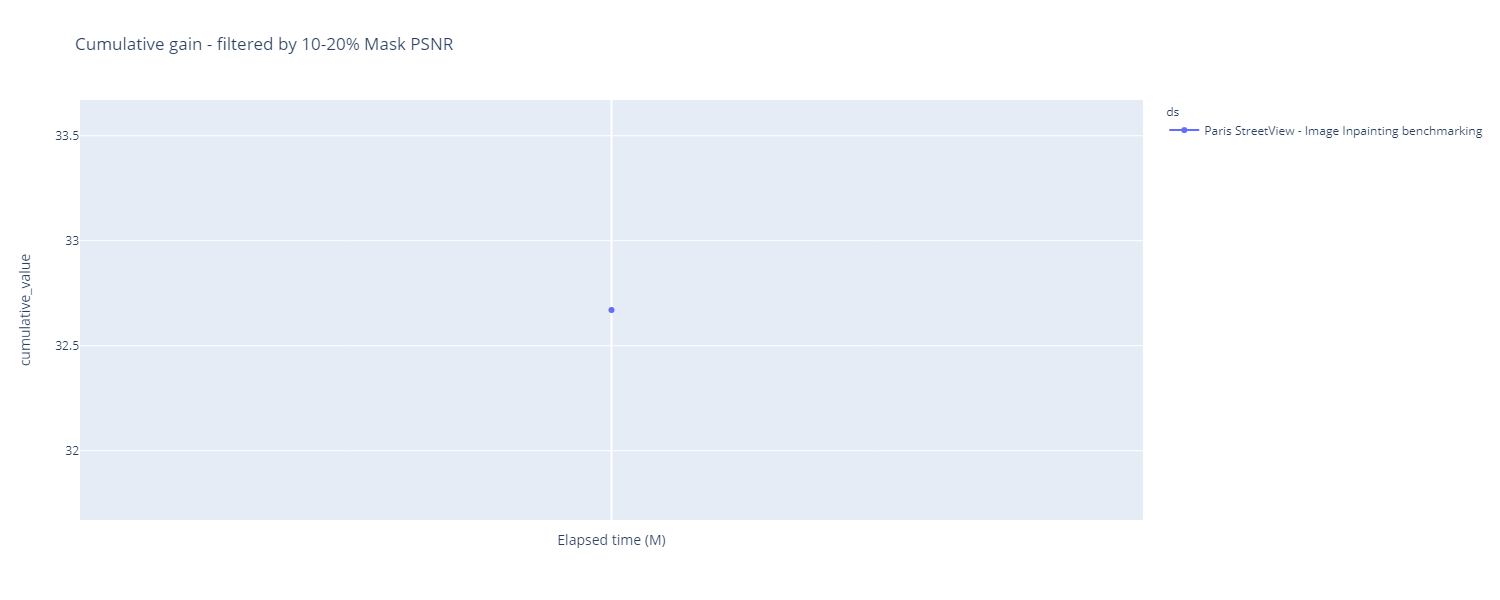 Cumulative gain - filtered by 10-20% Mask PSNR
ds
Paris StreetView - Image Inpainting benchmarking
33.5
33
32.5
32
cumulative_value
Elapsed time (M)